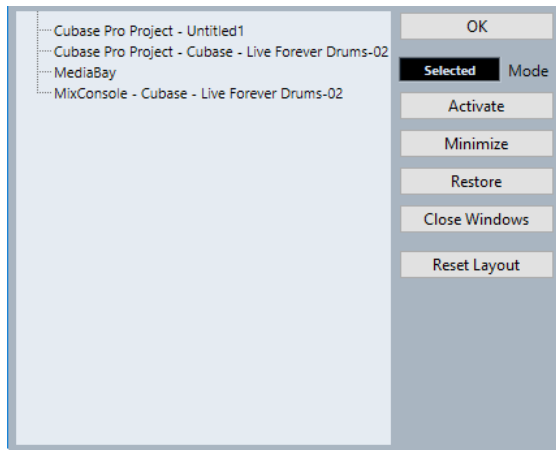 Cubase Pro Project - Untitled1
Cubase Pro Project - Cubase - Live Forever Drums-02
MediaBay
MixConsole - Cubase - Live Forever Drums-02
OK
Selected Mode
Activate
Minimize
Restore
Close Windows
Reset Layout